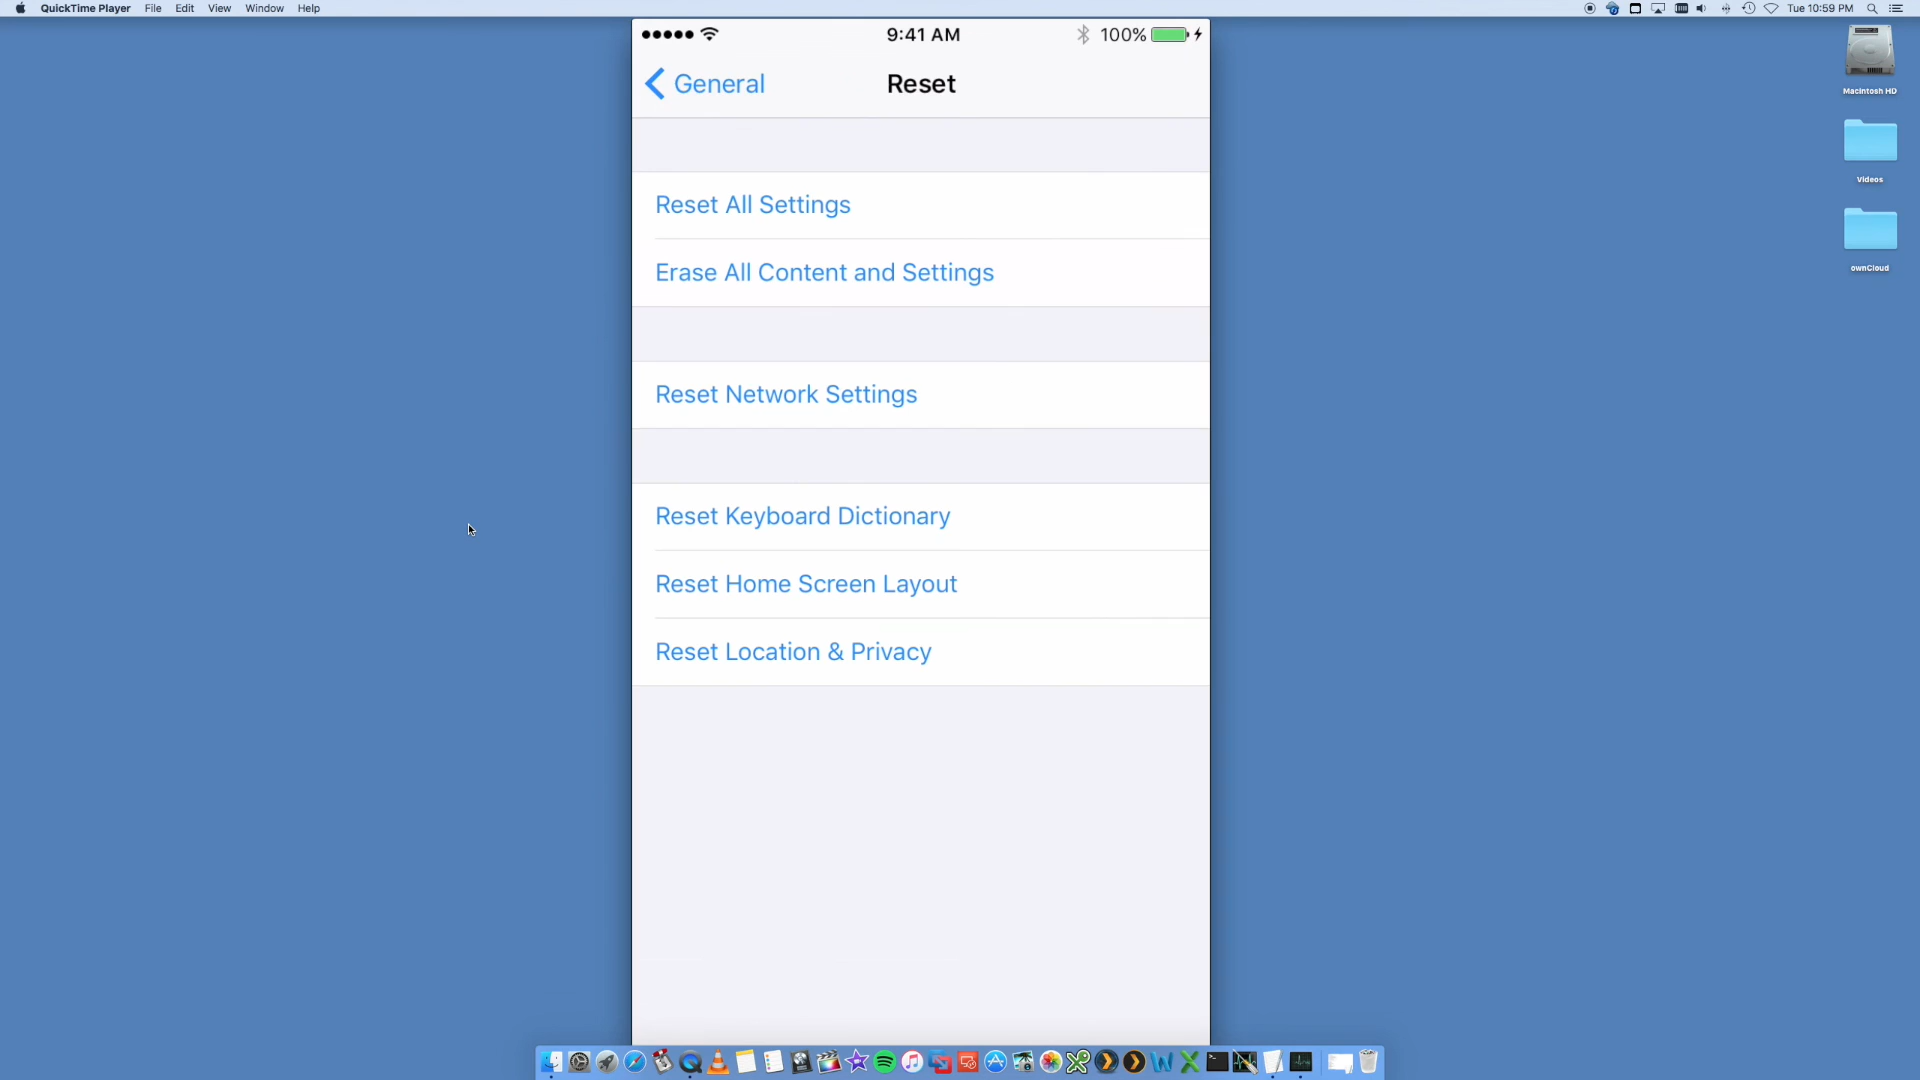 QuickTime Player File Edit View Window Help Tue 10:59 PM
9:41 AM 100%
General Reset
Reset All Settings
Erase All Content and Settings
Reset Network Settings
Reset Keyboard Dictionary
Reset Home Screen Layout
Reset Location & Privacy
Macintosh HD
Videos
ownCloud